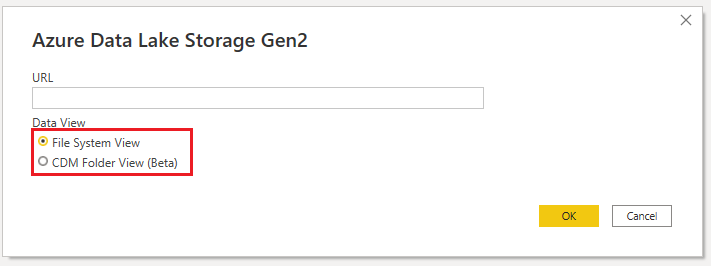 Azure Data Lake Storage Gen2
URL
Data View
File System View
CDM Folder View (Beta)
OK
Cancel